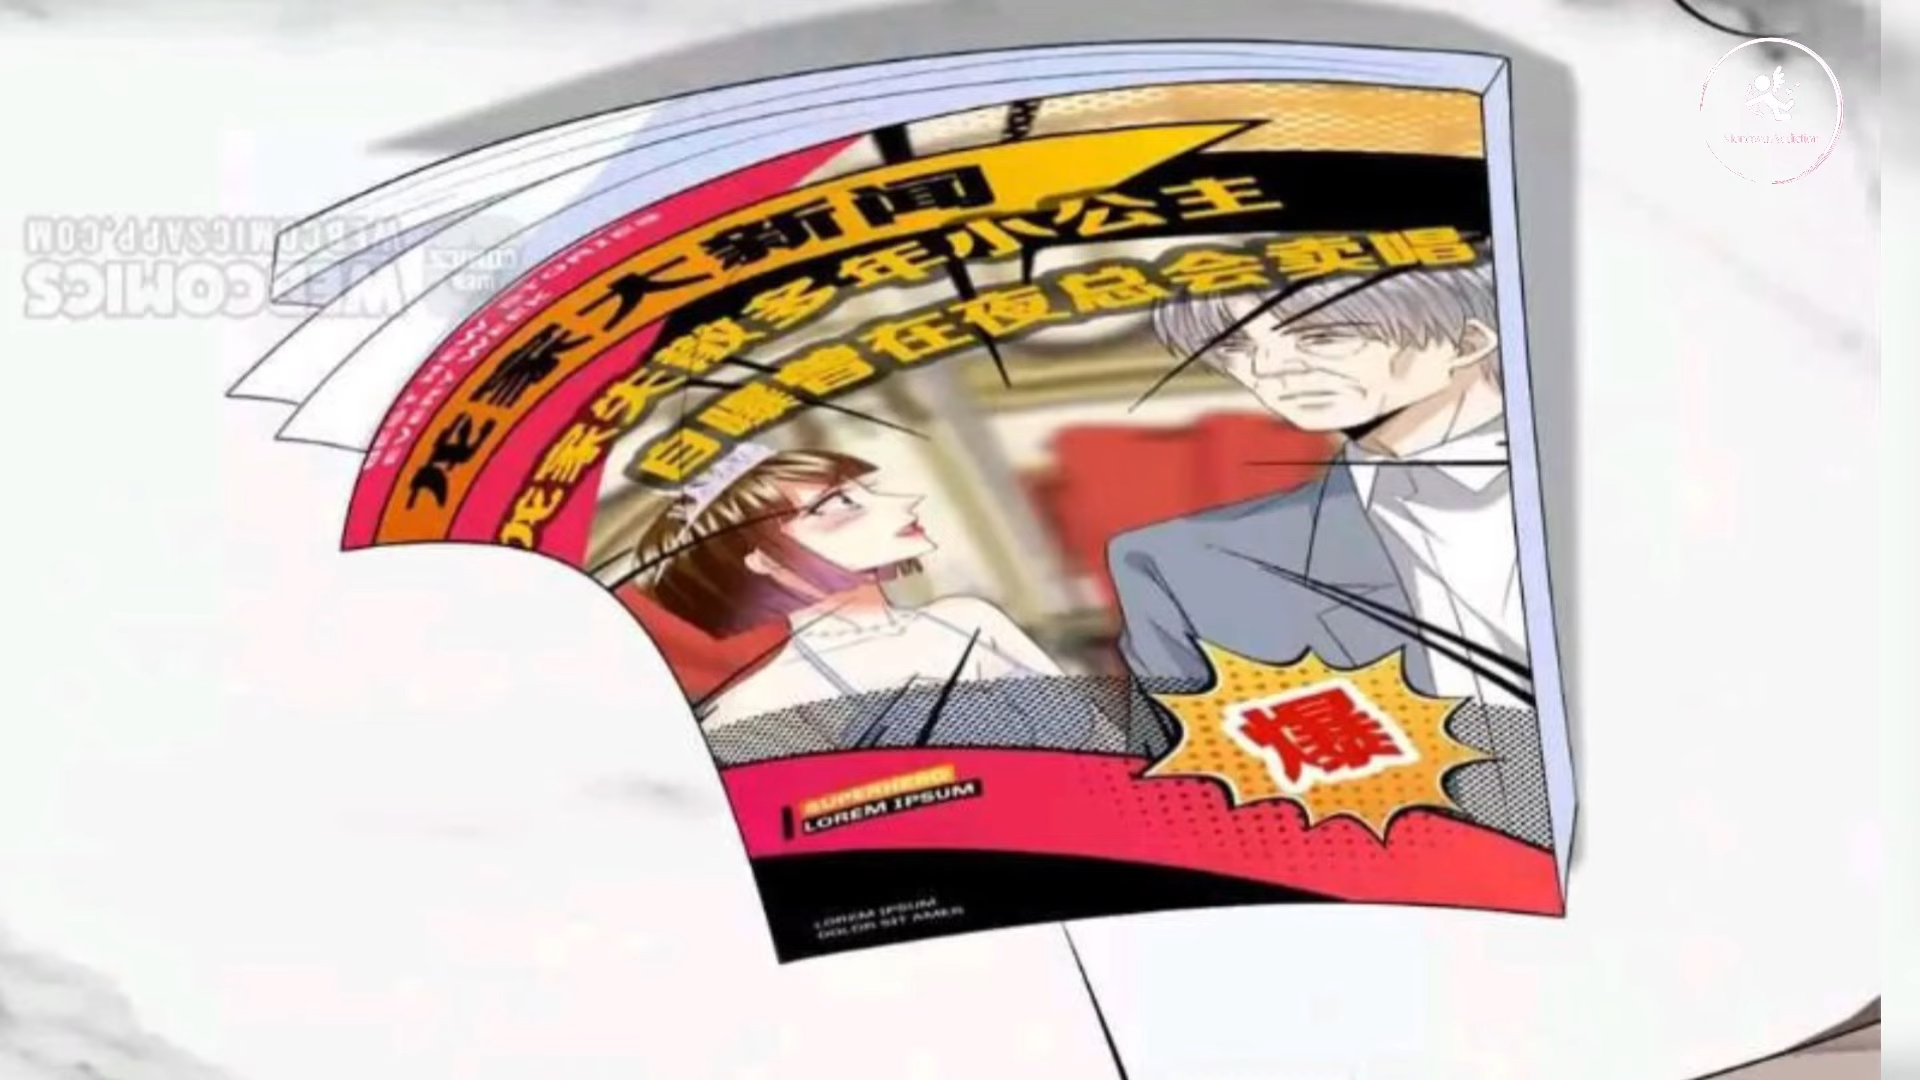 WEBCOMICSAPP.COM
WEBCOMICS
BEST NEW STORIES
EVERY WEEK
龙家大新闻
龙家失散多年小公主
自曝曾在夜总会卖唱
爆
SUPERHERO
LOREM IPSUM
LOREM IPSUM
DOLOR SIT AMER